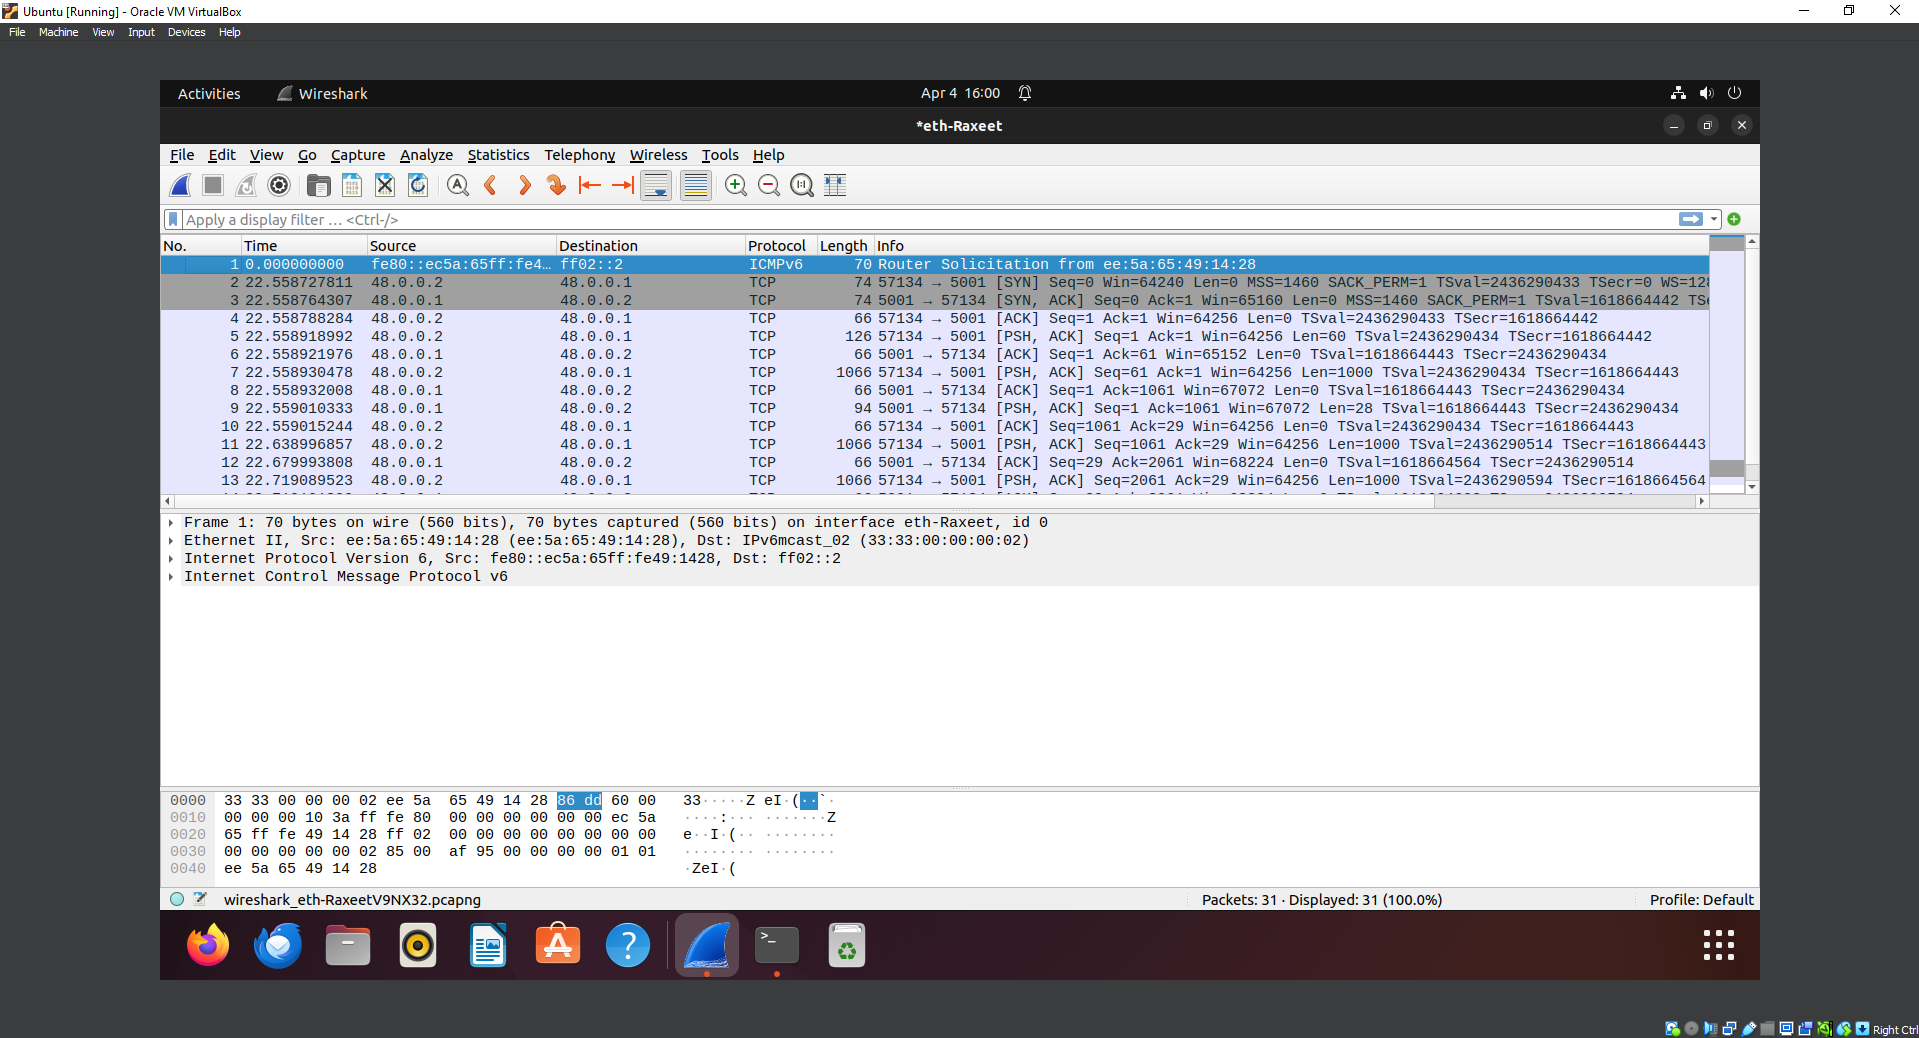 Ubuntu [Running] - Oracle VM VirtualBox
File Machine View Input Devices Help
Activities Wireshark Apr 4 16:00
*eth-Raxeet
File Edit View Go Capture Analyze Statistics Telephony Wireless Tools Help
Apply a display filter … <Ctrl-/>
No. Time Source Destination Protocol Length Info
1 0.000000000 fe80::ec5a:65ff:fe4… ff02::2 ICMPv6 70 Router Solicitation from ee:5a:65:49:14:28
2 22.558727811 48.0.0.2 48.0.0.1 TCP 74 57134 → 5001 [SYN] Seq=0 Win=64240 Len=0 MSS=1460 SACK_PERM=1 TSval=2436290433 TSecr=0 WS=128
3 22.558764307 48.0.0.1 48.0.0.2 TCP 74 5001 → 57134 [SYN, ACK] Seq=0 Ack=1 Win=65160 Len=0 MSS=1460 SACK_PERM=1 TSval=1618664442 TSe
4 22.558788284 48.0.0.2 48.0.0.1 TCP 66 57134 → 5001 [ACK] Seq=1 Ack=1 Win=64256 Len=0 TSval=2436290433 TSecr=1618664442
5 22.558918992 48.0.0.2 48.0.0.1 TCP 126 57134 → 5001 [PSH, ACK] Seq=1 Ack=1 Win=64256 Len=60 TSval=2436290434 TSecr=1618664442
6 22.558921976 48.0.0.1 48.0.0.2 TCP 66 5001 → 57134 [ACK] Seq=1 Ack=61 Win=65152 Len=0 TSval=1618664443 TSecr=2436290434
7 22.558930478 48.0.0.2 48.0.0.1 TCP 1066 57134 → 5001 [PSH, ACK] Seq=61 Ack=1 Win=64256 Len=1000 TSval=2436290434 TSecr=1618664443
8 22.558932008 48.0.0.1 48.0.0.2 TCP 66 5001 → 57134 [ACK] Seq=1 Ack=1061 Win=67072 Len=0 TSval=1618664443 TSecr=2436290434
9 22.559010333 48.0.0.1 48.0.0.2 TCP 94 5001 → 57134 [PSH, ACK] Seq=1 Ack=1061 Win=67072 Len=28 TSval=1618664443 TSecr=2436290434
10 22.559015244 48.0.0.2 48.0.0.1 TCP 66 57134 → 5001 [ACK] Seq=1061 Ack=29 Win=64256 Len=0 TSval=2436290434 TSecr=1618664443
11 22.638996857 48.0.0.2 48.0.0.1 TCP 1066 57134 → 5001 [PSH, ACK] Seq=1061 Ack=29 Win=64256 Len=1000 TSval=2436290514 TSecr=1618664443
12 22.679993808 48.0.0.1 48.0.0.2 TCP 66 5001 → 57134 [ACK] Seq=29 Ack=2061 Win=68224 Len=0 TSval=1618664564 TSecr=2436290514
13 22.719089523 48.0.0.2 48.0.0.1 TCP 1066 57134 → 5001 [PSH, ACK] Seq=2061 Ack=29 Win=64256 Len=1000 TSval=2436290594 TSecr=1618664564
Frame 1: 70 bytes on wire (560 bits), 70 bytes captured (560 bits) on interface eth-Raxeet, id 0
Ethernet II, Src: ee:5a:65:49:14:28 (ee:5a:65:49:14:28), Dst: IPv6mcast_02 (33:33:00:00:00:02)
Internet Protocol Version 6, Src: fe80::ec5a:65ff:fe49:1428, Dst: ff02::2
Internet Control Message Protocol v6
0000 33 33 00 00 00 02 ee 5a 65 49 14 28 86 dd 60 00 33·····Z eI·(··`·
0010 00 00 00 10 3a ff fe 80 00 00 00 00 00 00 ec 5a ····:··· ·······Z
0020 65 ff fe 49 14 28 ff 02 00 00 00 00 00 00 00 00 e··I·(·· ········
0030 00 00 00 00 00 02 85 00 af 95 00 00 00 00 01 01 ········ ········
0040 ee 5a 65 49 14 28 ·ZeI·(
wireshark_eth-RaxeetV9NX32.pcapng Packets: 31 · Displayed: 31 (100.0%) Profile: Default
Right Ctrl